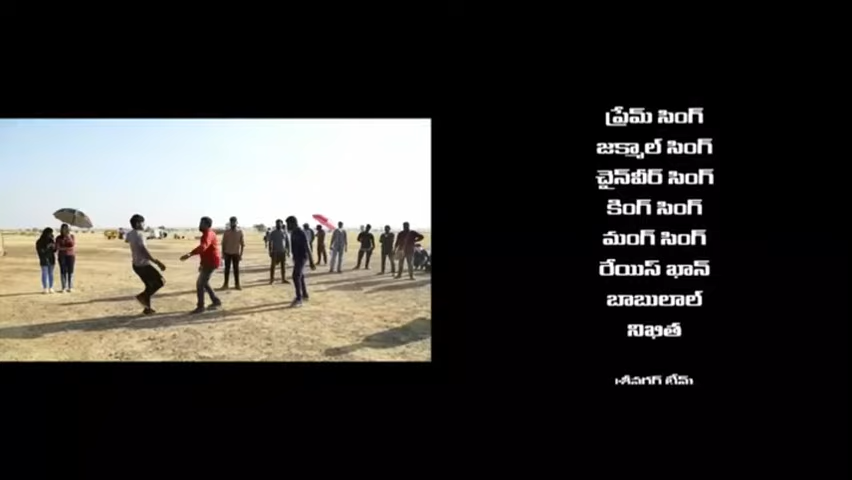 ప్రేమ్ సింగ్
జక్మాల్ సింగ్
చైన్‌వీర్ సింగ్
కింగ్ సింగ్
మంగ్ సింగ్
రేయిస్ ఖాన్
బాబులాల్
నిఖిత